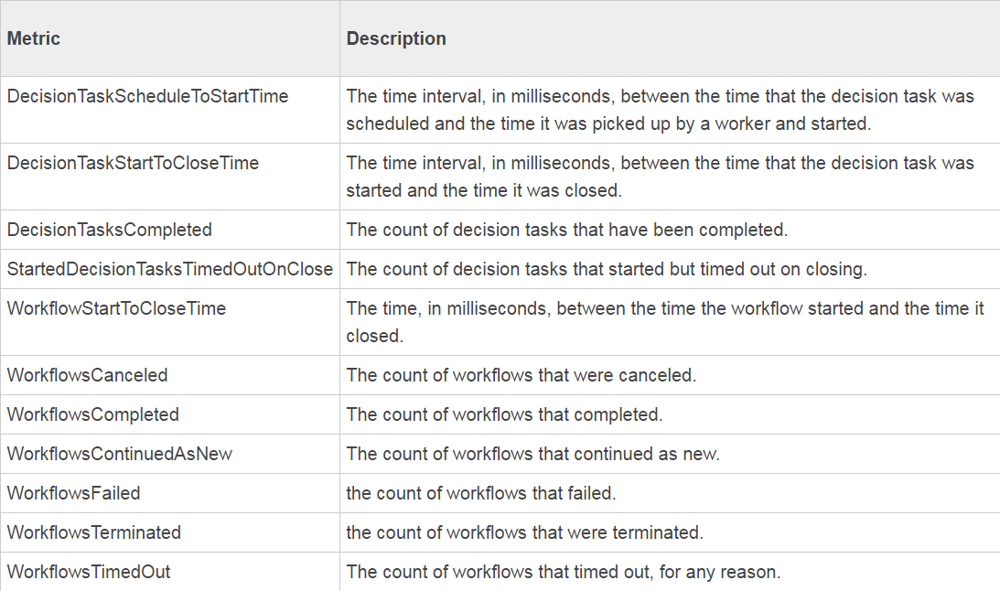 Metric Description
DecisionTaskScheduleToStartTime The time interval, in milliseconds, between the time that the decision task was
scheduled and the time it was picked up by a worker and started.
DecisionTaskStartToCloseTime The time interval, in milliseconds, between the time that the decision task was
started and the time it was closed.
DecisionTasksCompleted The count of decision tasks that have been completed.
StartedDecisionTasksTimedOutOnClose The count of decision tasks that started but timed out on closing.
WorkflowStartToCloseTime The time, in milliseconds, between the time the workflow started and the time it
closed.
WorkflowsCanceled The count of workflows that were canceled.
WorkflowsCompleted The count of workflows that completed.
WorkflowsContinuedAsNew The count of workflows that continued as new.
WorkflowsFailed the count of workflows that failed.
WorkflowsTerminated the count of workflows that were terminated.
WorkflowsTimedOut The count of workflows that timed out, for any reason.